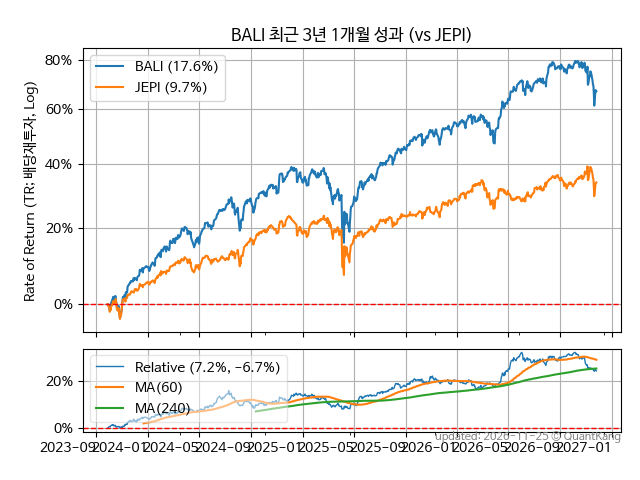 BALI 최근 3년 1개월 성과 (vs JEPI)
Rate of Return (TR: 배당재투자, Log)
80%
60%
40%
20%
0%
BALI (17.6%)
JEPI (9.7%)
20%
0%
Relative (7.2%, −6.7%)
MA(60)
MA(240)
2023-09 2024-01 2024-05 2024-09 2025-01 2025-05 2025-09 2026-01 2026-05 2026-09 2027-01
updated: 2026-11-25 © QuantKang